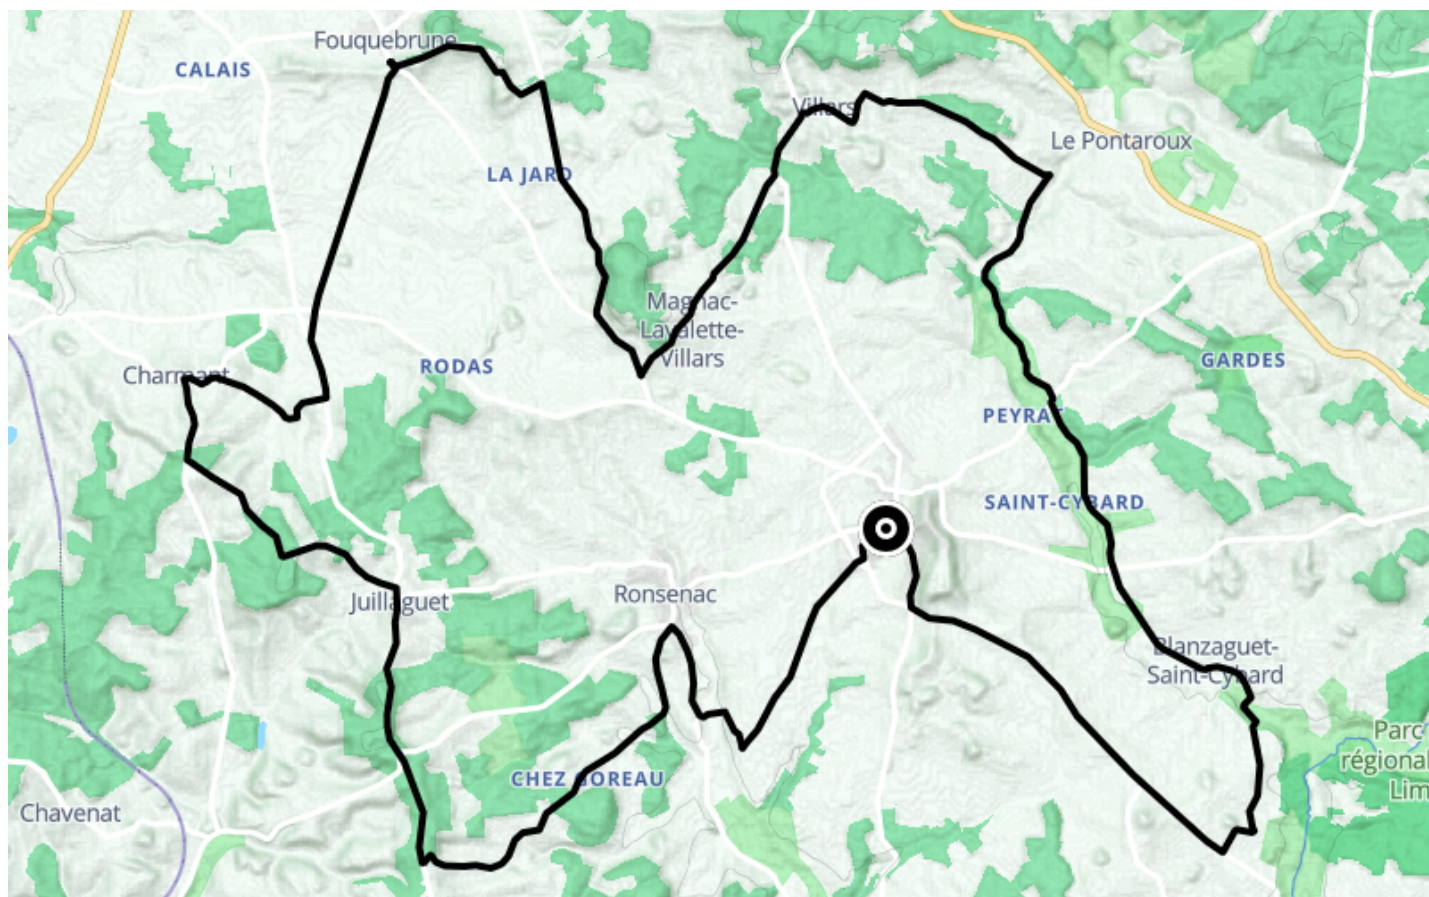 Fouquebrune
CALAIS
Villars
Le Pontaroux
LA JARD
Magnac-
Lavalette-
Villars
GARDES
RODAS
Charmant
PEYRAT
SAINT-CYBARD
Ronsenac
Juillaguet
Blanzaguet-
Saint-Cybard
Parc
régional
Lim
CHEZ GOREAU
Chavenat